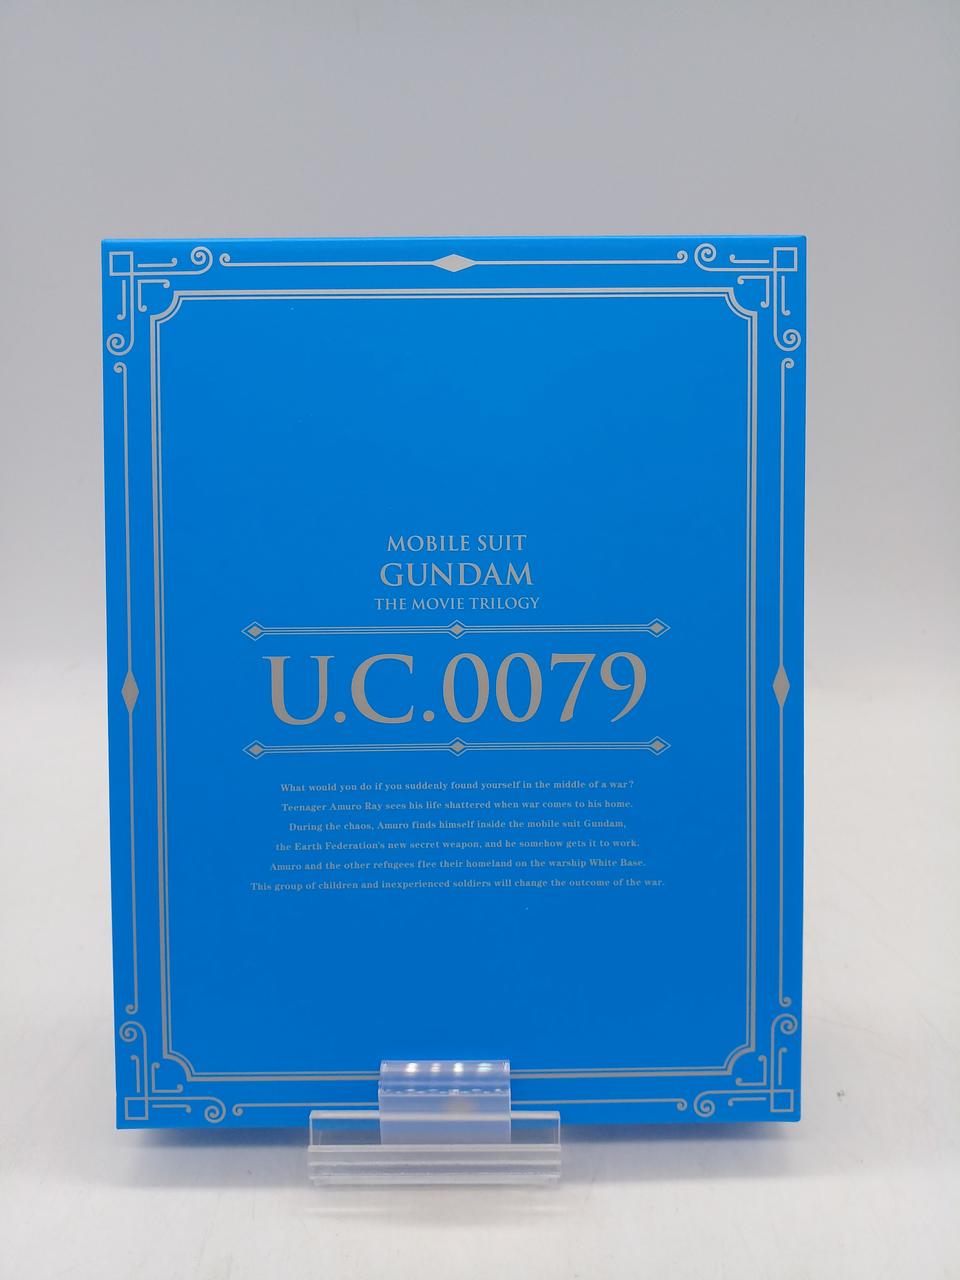 MOBILE SUIT
GUNDAM
THE MOVIE TRILOGY
U.C.0079
What would you do if you suddenly found yourself in the middle of a war?
Teenager Amuro Ray sees his life shattered when war comes to his home.
During the chaos, Amuro finds himself inside the mobile suit Gundam,
the Earth Federation's new secret weapon, and he somehow gets it to work.
Amuro and the other refugees flee their homeland on the warship White Base.
This group of children and inexperienced soldiers will change the outcome of the war.